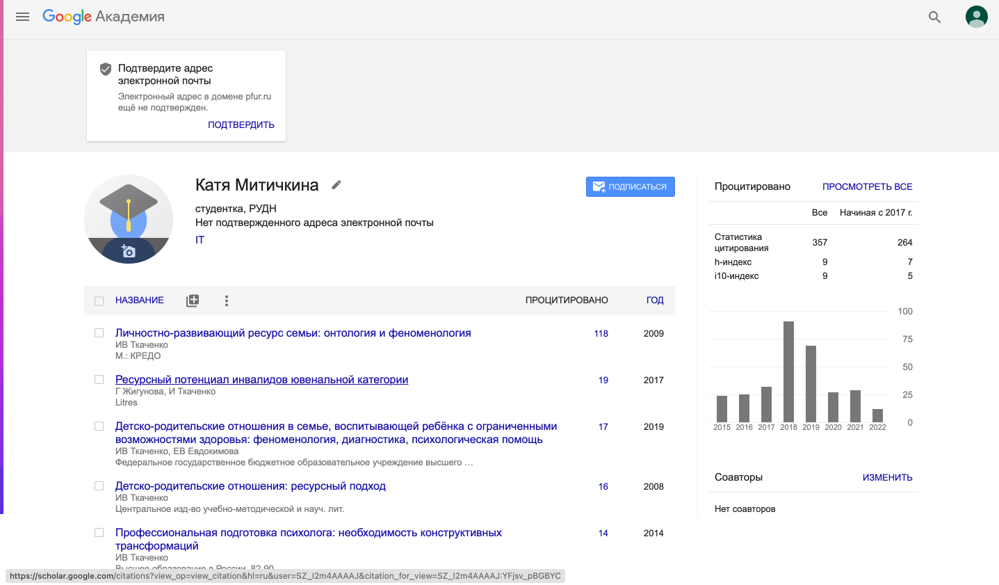 Google Академия
Подтвердите адрес
электронной почты
Электронный адрес в домене pfur.ru
ещё не подтвержден.
ПОДТВЕРДИТЬ
Катя Митичкина
студентка, РУДН
Нет подтвержденного адреса электронной почты
IT
ПОДПИСАТЬСЯ
НАЗВАНИЕ ПРОЦИТИРОВАНО ГОД
Личностно-развивающий ресурс семьи: онтология и феноменология 118 2009
ИВ Ткаченко
М.: КРЕДО
Ресурсный потенциал инвалидов ювенальной категории 19 2017
Г Жигунова, И Ткаченко
Litres
Детско-родительские отношения в семье, воспитывающей ребёнка с ограниченными 17 2019
возможностями здоровья: феноменология, диагностика, психологическая помощь
ИВ Ткаченко, ЕВ Евдокимова
Федеральное государственное бюджетное образовательное учреждение высшего …
Детско-родительские отношения: ресурсный подход 16 2008
ИВ Ткаченко
Центральное изд-во учебно-методической и науч. лит.
Профессиональная подготовка психолога: необходимость конструктивных 14 2014
трансформаций
ИВ Ткаченко
Высшее образование в России, 82-90
Процитировано ПРОСМОТРЕТЬ ВСЕ
Все Начиная с 2017 г.
Статистика
цитирования 357 264
h-индекс 9 7
i10-индекс 9 5
100
75
50
25
0
2015 2016 2017 2018 2019 2020 2021 2022
Соавторы ИЗМЕНИТЬ
Нет соавторов
https://scholar.google.com/citations?view_op=view_citation&hl=ru&user=SZ_I2m4AAAAJ&citation_for_view=SZ_I2m4AAAAJ:YFjsv_pBGBYC